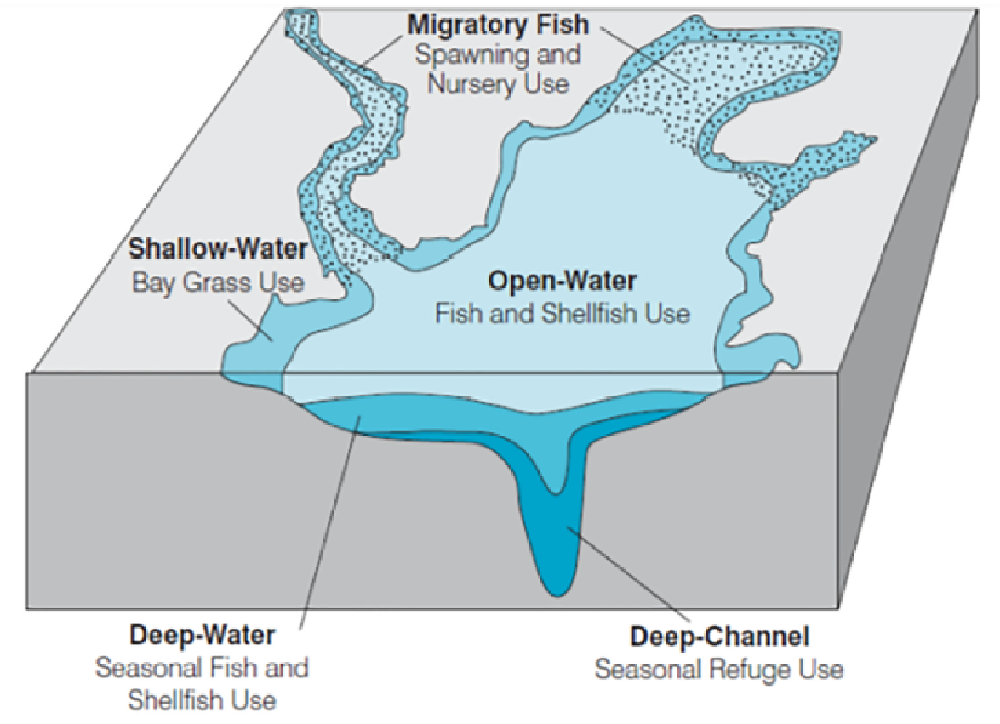 Migratory Fish
Spawning and
Nursery Use
Shallow-Water
Bay Grass Use
Open-Water
Fish and Shellfish Use
Deep-Water
Seasonal Fish and
Shellfish Use
Deep-Channel
Seasonal Refuge Use